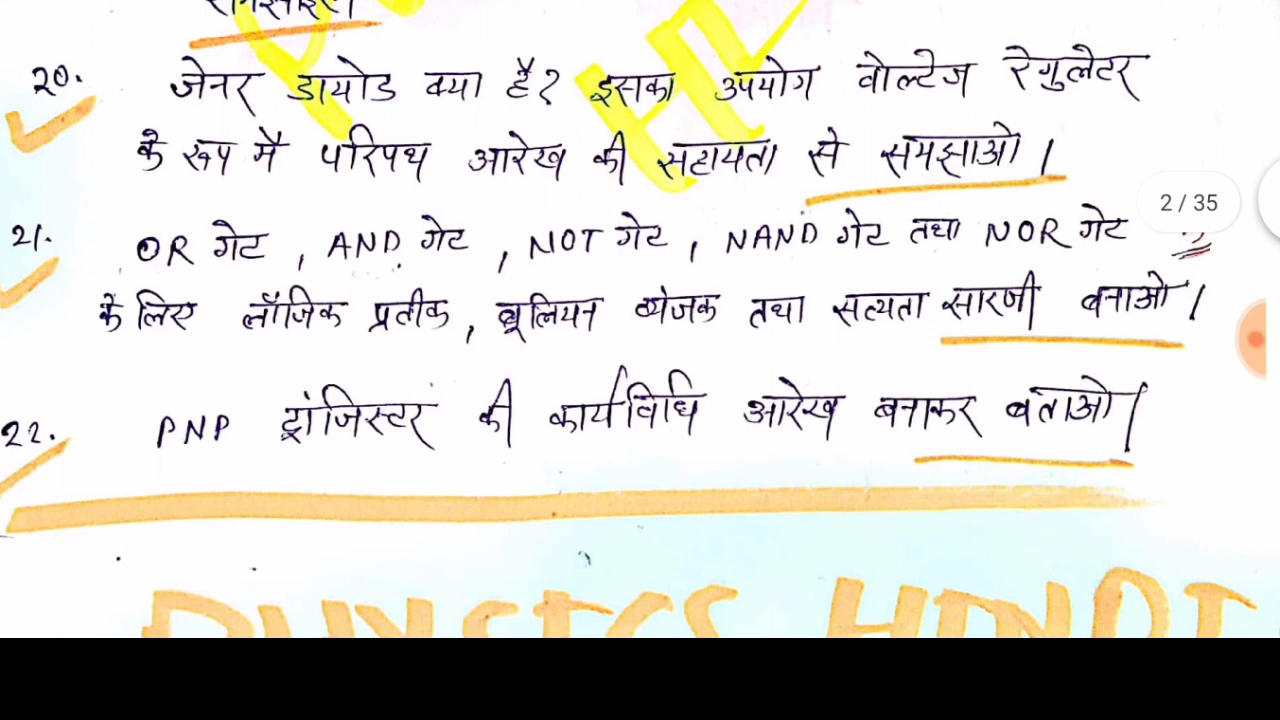 20. जेनर डायोड क्या है? इसका उपयोग वोल्टेज रेगुलेटर
के रूप मैं परिपथ आरेख की सहायता से समझाओ।
2 / 35
21. OR गेट, AND गेट, NOT गेट, NAND गेट तथा NOR गेट
के लिए लॉजिक प्रतीक, बूलियन व्यंजक तथा सत्यता सारणी बनाओ।
22. PNP ट्रांजिस्टर की कार्यविधि आरेख बनाकर बताओ।